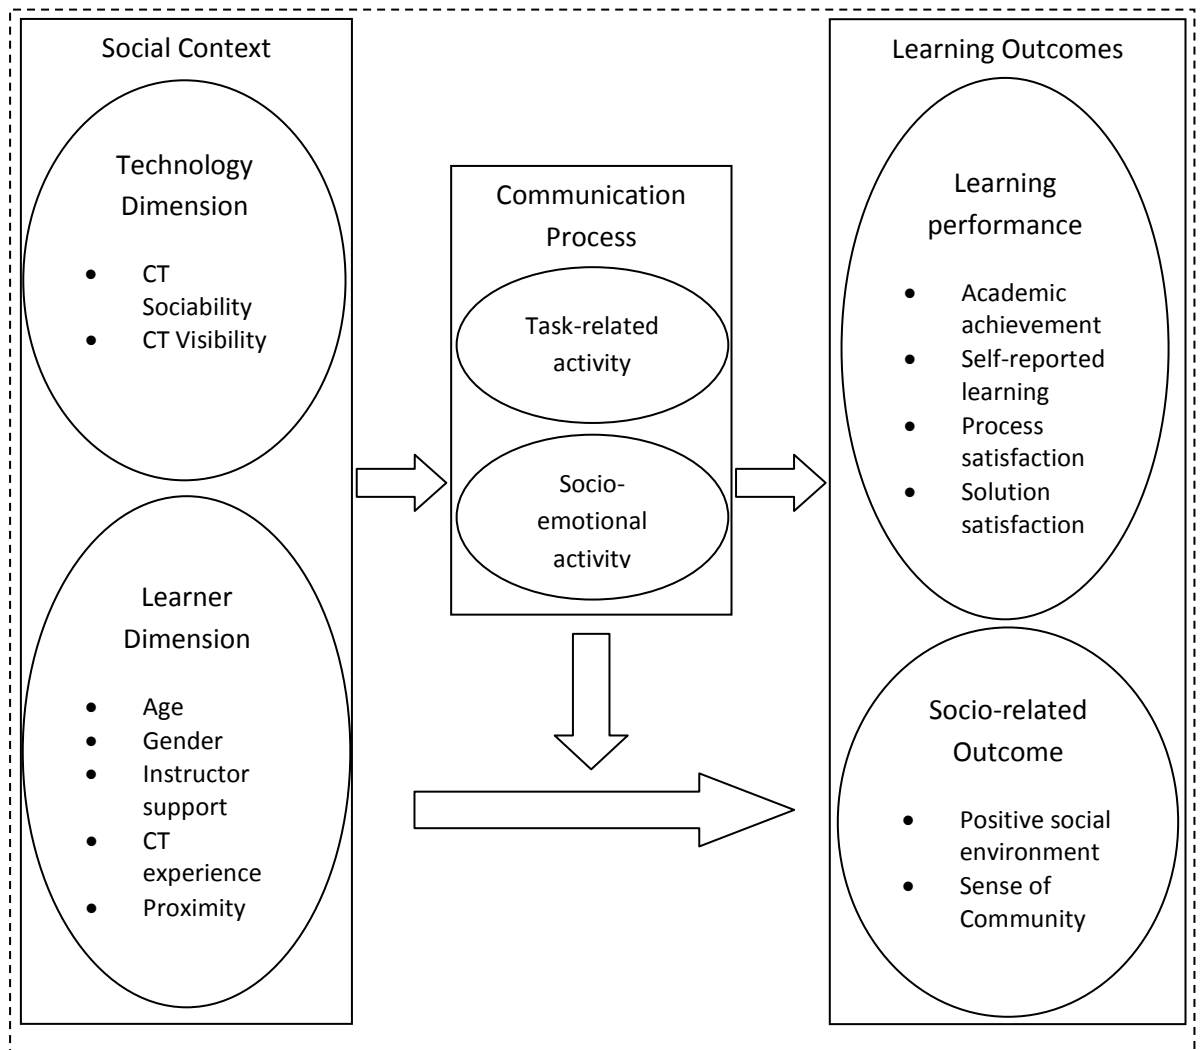 Social Context
Technology
Dimension
• CT
Sociability
• CT Visibility
Learner
Dimension
• Age
• Gender
• Instructor
support
• CT
experience
• Proximity
Communication
Process
Task-related
activity
Socio-
emotional
activity
Learning Outcomes
Learning
performance
• Academic
achievement
• Self-reported
learning
• Process
satisfaction
• Solution
satisfaction
Socio-related
Outcome
• Positive social
environment
• Sense of
Community